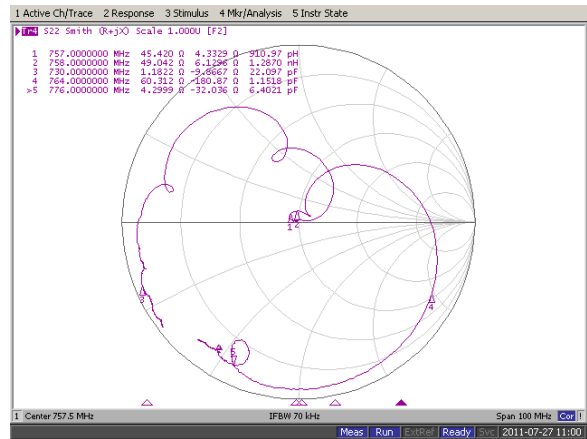 1 Active Ch/Trace 2 Response 3 Stimulus 4 Mkr/Analysis 5 Instr State
Tr4 S22 Smith (R+jX) Scale 1.000U [F2]
1 757.0000000 MHz 45.420 Ω 4.3329 Ω 910.97 pH
2 758.0000000 MHz 49.042 Ω 6.1296 Ω 1.2870 nH
3 730.0000000 MHz 1.1822 Ω -9.8667 Ω 22.097 pF
4 764.0000000 MHz 60.312 Ω -180.87 Ω 1.1518 pF
>5 776.0000000 MHz 4.2999 Ω -32.036 Ω 6.4021 pF
1 2
3
4
5
1 Center 757.5 MHz IFBW 70 kHz Span 100 MHz Cor !
Meas Run ExtRef Ready Svc 2011-07-27 11:00